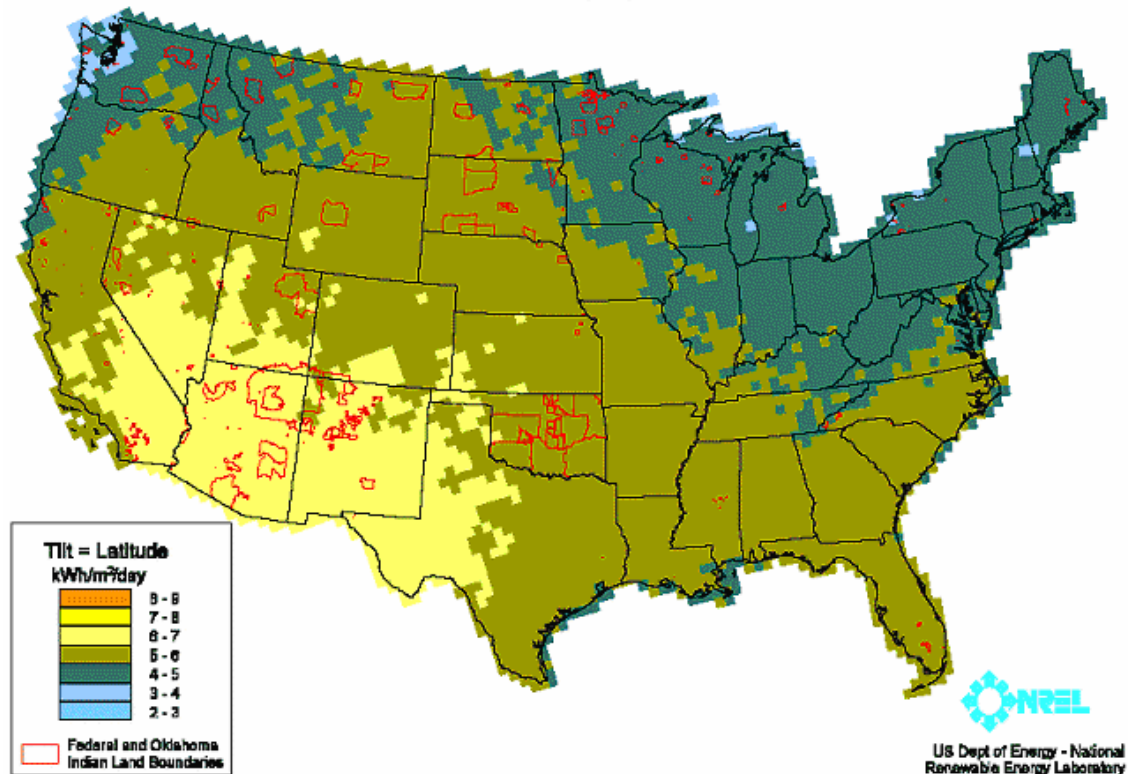 Tilt = Latitude
kWh/m²/day
8 - 9
7 - 8
6 - 7
5 - 6
4 - 5
3 - 4
2 - 3
Federal and Oklahoma
Indian Land Boundaries
NREL
US Dept of Energy - National
Renewable Energy Laboratory